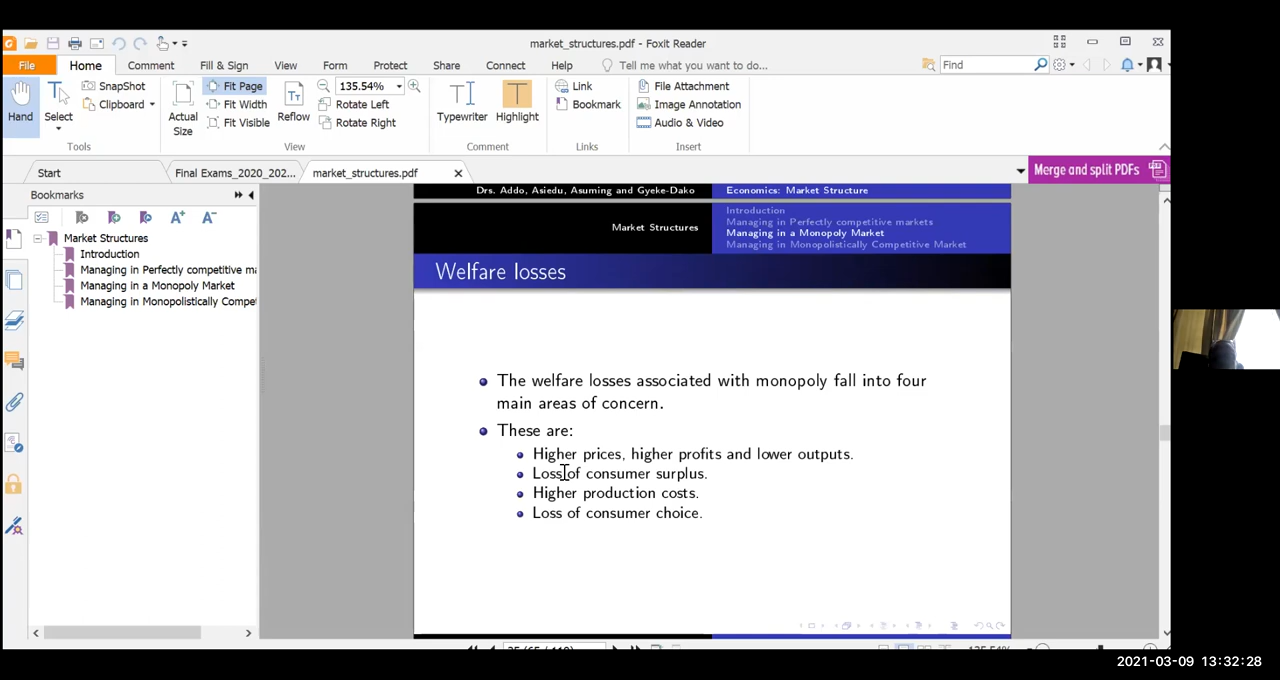 market_structures.pdf - Foxit Reader
File Home Comment Fill & Sign View Form Protect Share Connect Help Tell me what you want to do... Find
Hand
Select
SnapShot
Clipboard
Tools
Actual
Size
Fit Page
Fit Width
Fit Visible
Reflow
135.54%
Rotate Left
Rotate Right
View
Typewriter
Highlight
Comment
Link
Bookmark
Links
File Attachment
Image Annotation
Audio & Video
Insert
Start Final Exams_2020_202... market_structures.pdf Merge and split PDFs
Bookmarks
Market Structures
Introduction
Managing in Perfectly competitive ma
Managing in a Monopoly Market
Managing in Monopolistically Compe
Drs. Addo, Asiedu, Asuming and Gyeke-Dako Economics: Market Structure
Market Structures
Introduction
Managing in Perfectly competitive markets
Managing in a Monopoly Market
Managing in Monopolistically Competitive Market
Welfare losses
The welfare losses associated with monopoly fall into four
main areas of concern.
These are:
Higher prices, higher profits and lower outputs.
Loss of consumer surplus.
Higher production costs.
Loss of consumer choice.
135.54%
2021-03-09 13:32:28